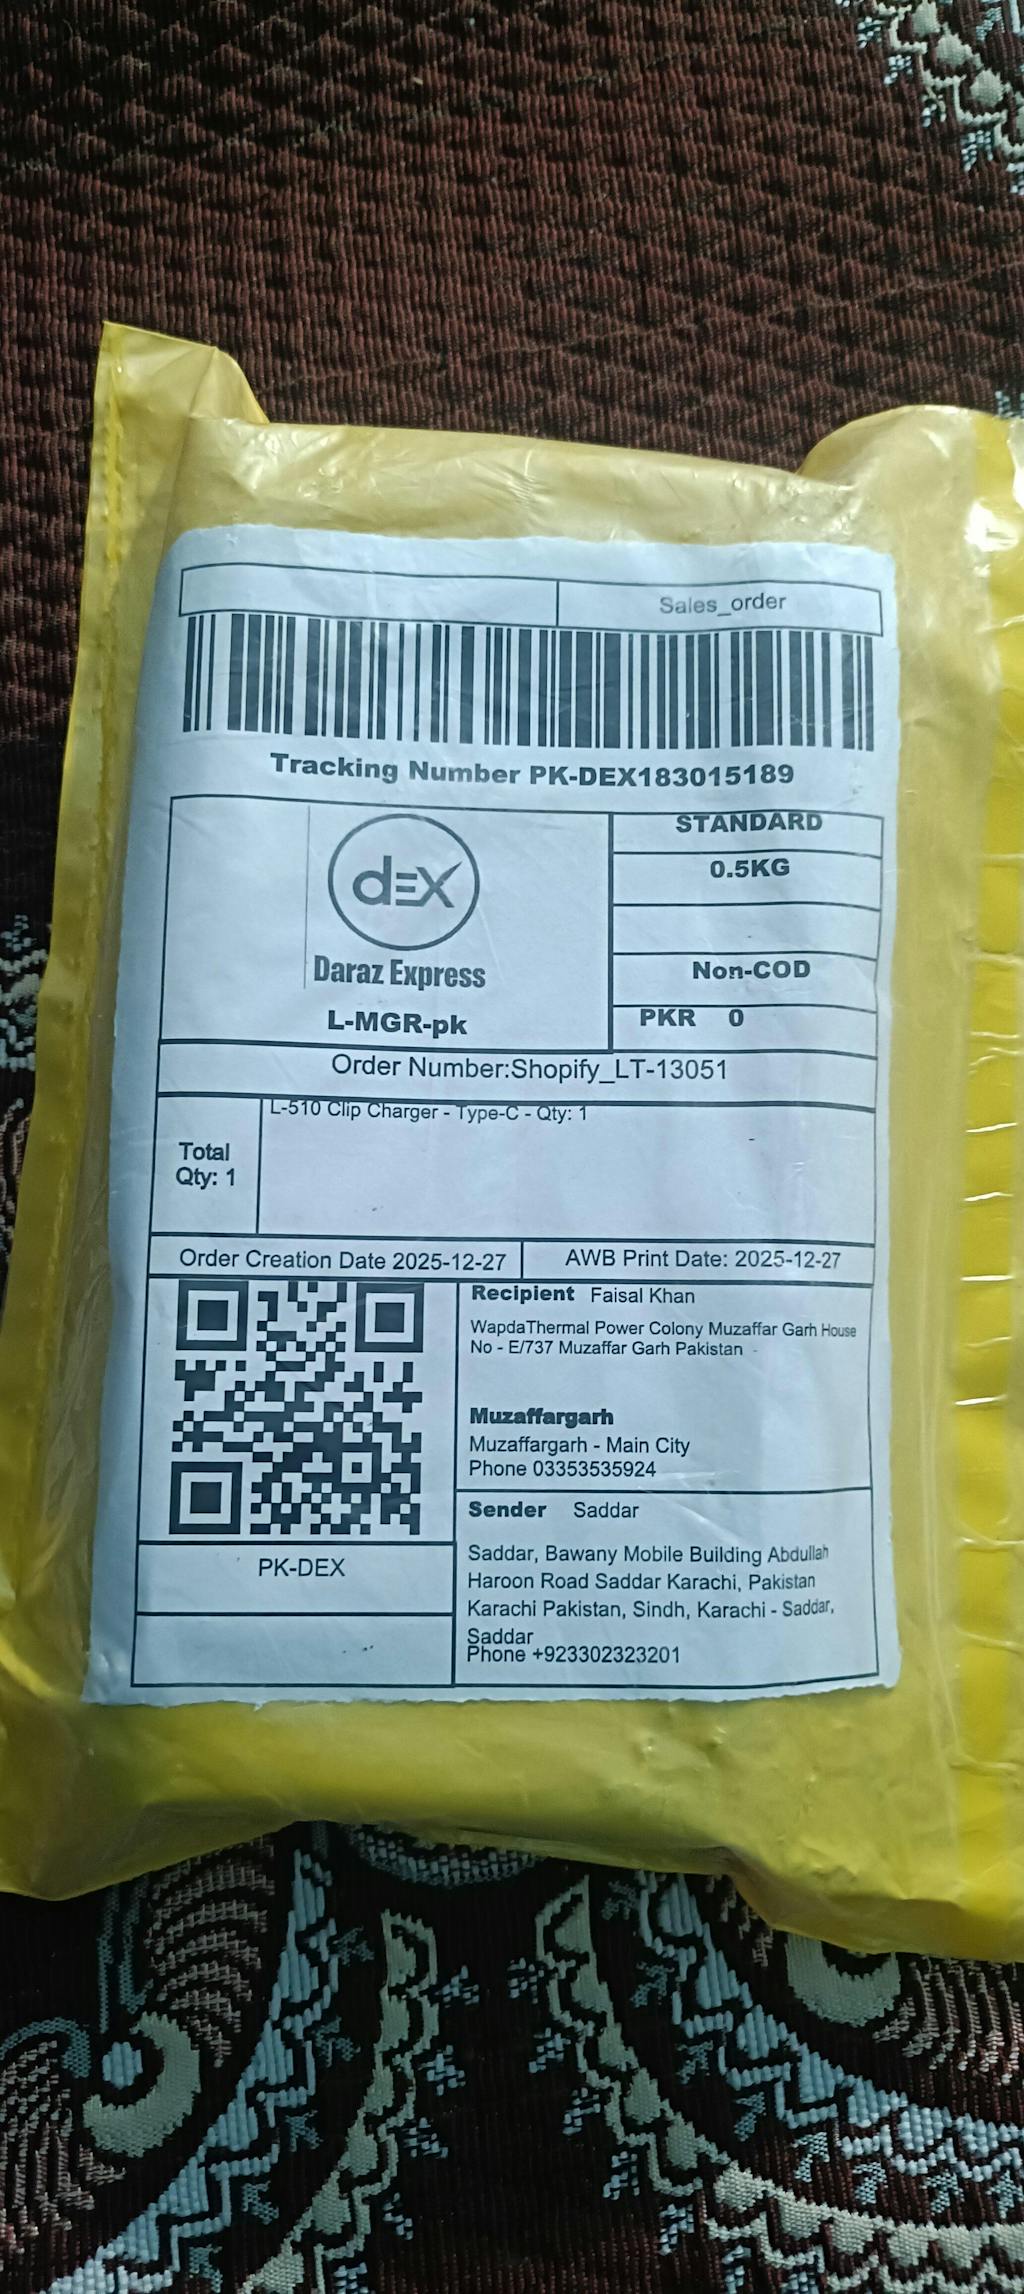 Sales_order
Tracking Number PK-DEX183015189
dEX
Daraz Express
L-MGR-pk
STANDARD
0.5KG
Non-COD
PKR 0
Order Number:Shopify_LT-13051
Total
Qty: 1
L-510 Clip Charger - Type-C - Qty: 1
Order Creation Date 2025-12-27
AWB Print Date: 2025-12-27
PK-DEX
Recipient Faisal Khan
WapdaThermal Power Colony Muzaffar Garh House
No - E/737 Muzaffar Garh Pakistan -
Muzaffargarh
Muzaffargarh - Main City
Phone 03353535924
Sender Saddar
Saddar, Bawany Mobile Building Abdullah
Haroon Road Saddar Karachi, Pakistan
Karachi Pakistan, Sindh, Karachi - Saddar,
Saddar
Phone +923302323201